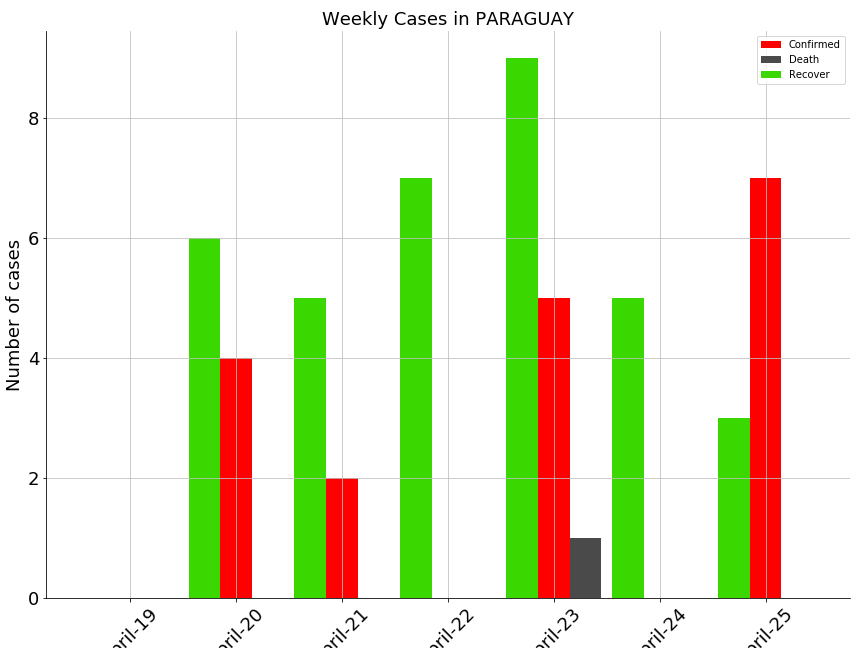 Weekly Cases in PARAGUAY
Confirmed
Death
Recover
Number of cases
8
6
4
2
0
pril-19
pril-20
pril-21
pril-22
pril-23
pril-24
pril-25